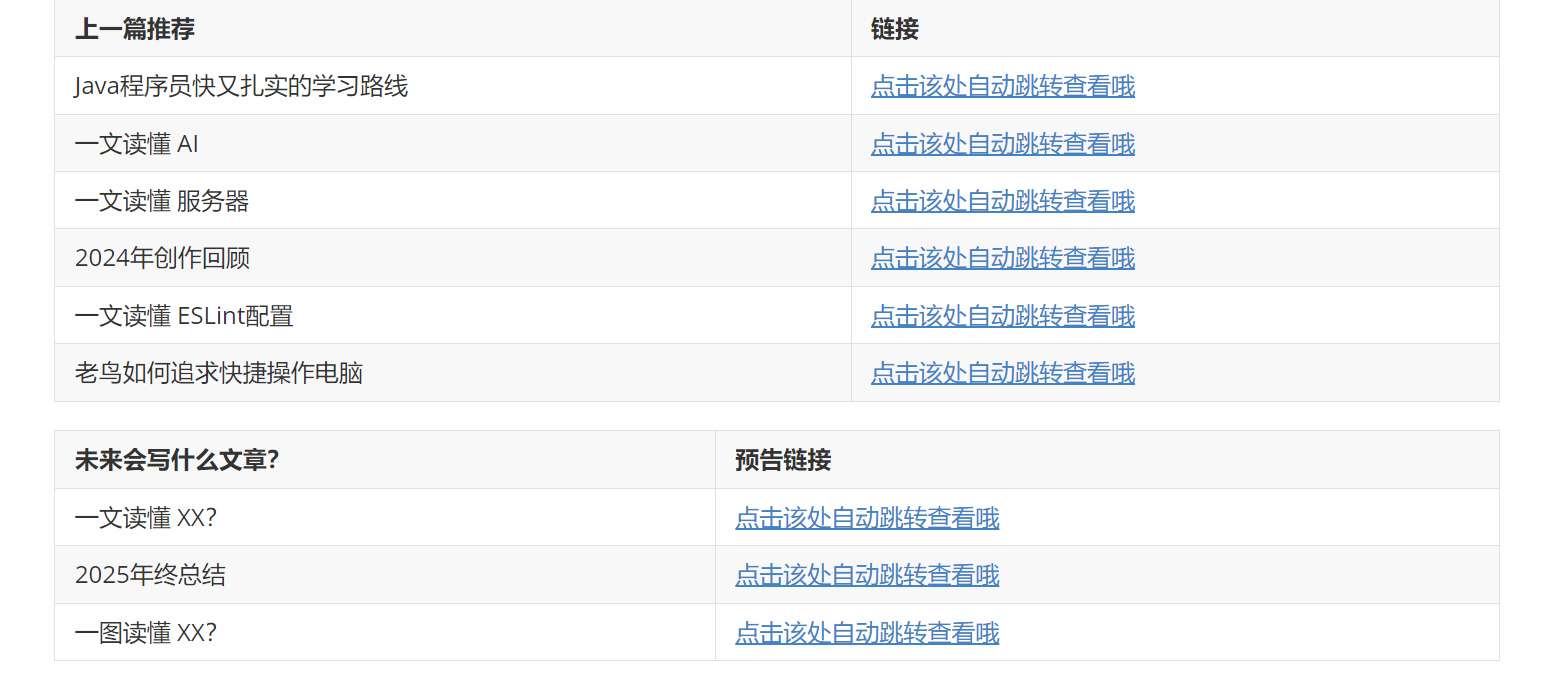 上一篇推荐 链接
Java程序员快又扎实的学习路线 点击该处自动跳转查看哦
一文读懂 AI 点击该处自动跳转查看哦
一文读懂 服务器 点击该处自动跳转查看哦
2024年创作回顾 点击该处自动跳转查看哦
一文读懂 ESLint配置 点击该处自动跳转查看哦
老鸟如何追求快捷操作电脑 点击该处自动跳转查看哦
未来会写什么文章？ 预告链接
一文读懂 XX？ 点击该处自动跳转查看哦
2025年终总结 点击该处自动跳转查看哦
一图读懂 XX？ 点击该处自动跳转查看哦